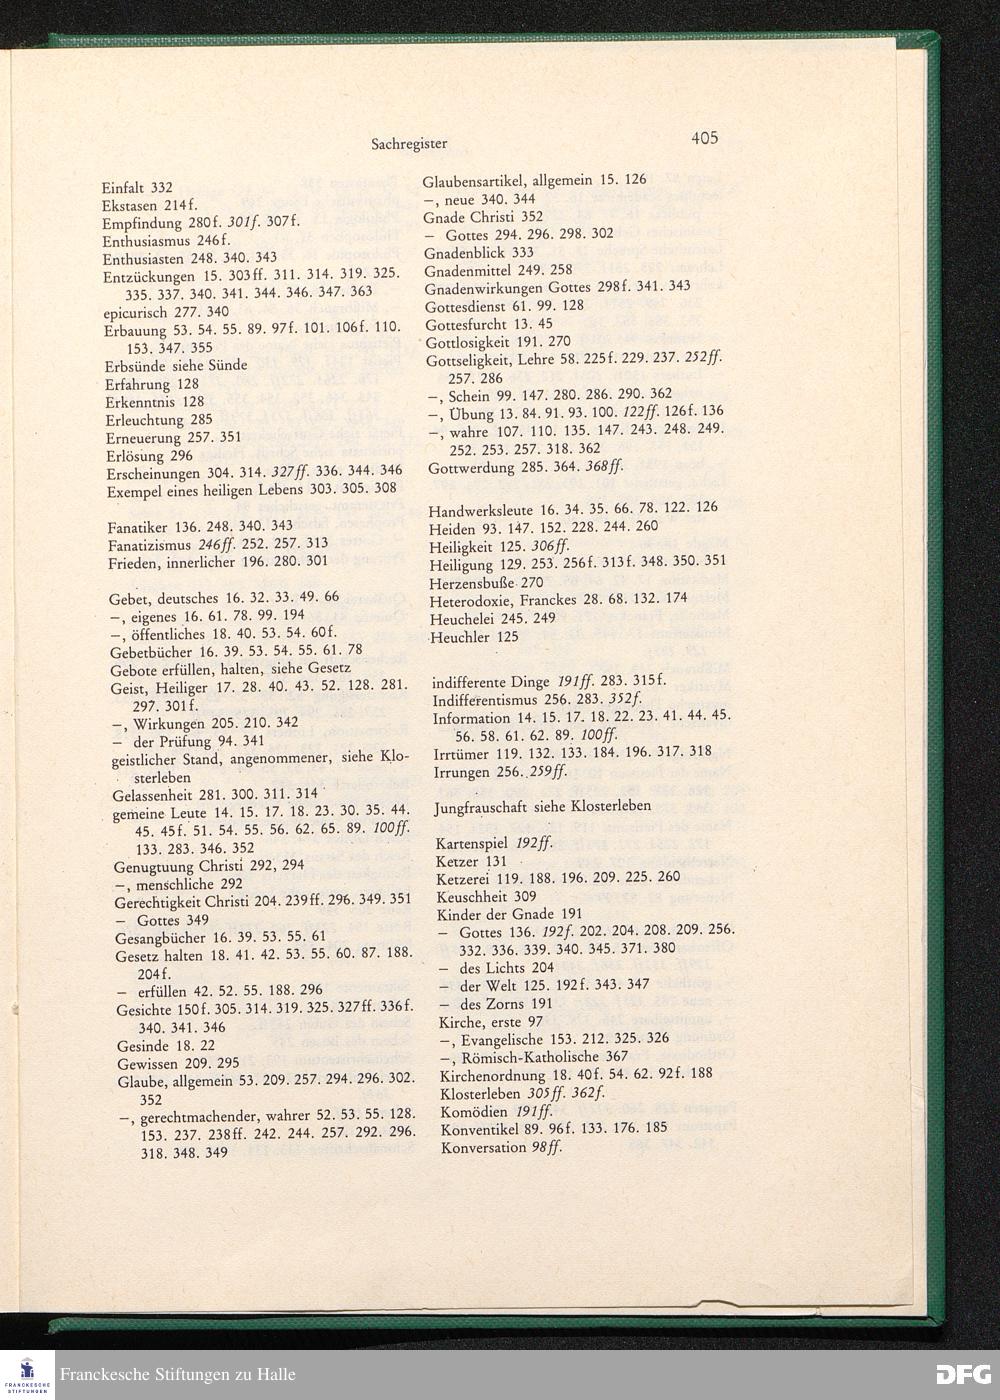 Sachregister
405
Einfalt 332
Ekstasen 214f.
Empfindung 280f. 301f. 307f.
Enthusiasmus 246f.
Enthusiasten 248. 340. 343
Entzückungen 15. 303ff. 311. 314. 319. 325.
335. 337. 340. 341. 344. 346. 347. 363
epicurisch 277. 340
Erbauung 53. 54. 55. 89. 97f. 101. 106f. 110.
153. 347. 355
Erbsünde siehe Sünde
Erfahrung 128
Erkenntnis 128
Erleuchtung 285
Erneuerung 257. 351
Erlösung 296
Erscheinungen 304. 314. 327ff. 336. 344. 346
Exempel eines heiligen Lebens 303. 305. 308
Fanatiker 136. 248. 340. 343
Fanatizismus 246ff. 252. 257. 313
Frieden, innerlicher 196. 280. 301
Gebet, deutsches 16. 32. 33. 49. 66
–, eigenes 16. 61. 78. 99. 194
–, öffentliches 18. 40. 53. 54. 60f.
Gebetbücher 16. 39. 53. 54. 55. 61. 78
Gebote erfüllen, halten, siehe Gesetz
Geist, Heiliger 17. 28. 40. 43. 52. 128. 281.
297. 301f.
–, Wirkungen 205. 210. 342
– der Prüfung 94. 341
geistlicher Stand, angenommener, siehe Klo-
sterleben
Gelassenheit 281. 300. 311. 314
gemeine Leute 14. 15. 17. 18. 23. 30. 35. 44.
45. 45f. 51. 54. 55. 56. 62. 65. 89. 100ff.
133. 283. 346. 352
Genugtuung Christi 292, 294
–, menschliche 292
Gerechtigkeit Christi 204. 239ff. 296. 349. 351
– Gottes 349
Gesangbücher 16. 39. 53. 55. 61
Gesetz halten 18. 41. 42. 53. 55. 60. 87. 188.
204f.
– erfüllen 42. 52. 55. 188. 296
Gesichte 150f. 305. 314. 319. 325. 327ff. 336f.
340. 341. 346
Gesinde 18. 22
Gewissen 209. 295
Glaube, allgemein 53. 209. 257. 294. 296. 302.
352
–, gerechtmachender, wahrer 52. 53. 55. 128.
153. 237. 238ff. 242. 244. 257. 292. 296.
318. 348. 349
Glaubensartikel, allgemein 15. 126
–, neue 340. 344
Gnade Christi 352
– Gottes 294. 296. 298. 302
Gnadenblick 333
Gnadenmittel 249. 258
Gnadenwirkungen Gottes 298f. 341. 343
Gottesdienst 61. 99. 128
Gottesfurcht 13. 45
Gottlosigkeit 191. 270
Gottseligkeit, Lehre 58. 225f. 229. 237. 252ff.
257. 286
–, Schein 99. 147. 280. 286. 290. 362
–, Übung 13. 84. 91. 93. 100. 122ff. 126f. 136
–, wahre 107. 110. 135. 147. 243. 248. 249.
252. 253. 257. 318. 362
Gottwerdung 285. 364. 368ff.
Handwerksleute 16. 34. 35. 66. 78. 122. 126
Heiden 93. 147. 152. 228. 244. 260
Heiligkeit 125. 306ff.
Heiligung 129. 253. 256f. 313f. 348. 350. 351
Herzensbuße 270
Heterodoxie, Franckes 28. 68. 132. 174
Heuchelei 245. 249
Heuchler 125
indifferente Dinge 191ff. 283. 315f.
Indifferentismus 256. 283. 352f.
Information 14. 15. 17. 18. 22. 23. 41. 44. 45.
56. 58. 61. 62. 89. 100ff.
Irrtümer 119. 132. 133. 184. 196. 317. 318
Irrungen 256. 259ff.
Jungfrauschaft siehe Klosterleben
Kartenspiel 192ff.
Ketzer 131
Ketzerei 119. 188. 196. 209. 225. 260
Keuschheit 309
Kinder der Gnade 191
– Gottes 136. 192f. 202. 204. 208. 209. 256.
332. 336. 339. 340. 345. 371. 380
– des Lichts 204
– der Welt 125. 192f. 343. 347
– des Zorns 191
Kirche, erste 97
–, Evangelische 153. 212. 325. 326
–, Römisch-Katholische 367
Kirchenordnung 18. 40f. 54. 62. 92f. 188
Klosterleben 305ff. 362f.
Komödien 191ff.
Konventikel 89. 96f. 133. 176. 185
Konversation 98ff.
FRANCKESCHE
STIFTUNGEN
Franckesche Stiftungen zu Halle
DFG